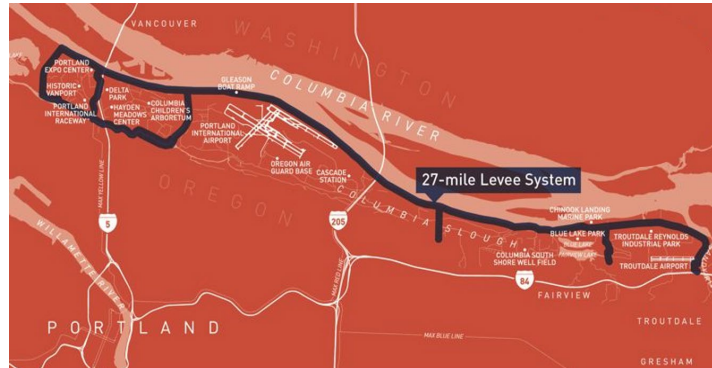 VANCOUVER
WASHINGTON
PORTLAND
EXPO CENTER
HISTORIC
VANPORT
PORTLAND
INTERNATIONAL
RACEWAY
DELTA
PARK
HAYDEN
MEADOWS
CENTER
COLUMBIA
CHILDREN'S
ARBORETUM
GLEASON
BOAT RAMP
COLUMBIA RIVER
PORTLAND
INTERNATIONAL
AIRPORT
OREGON AIR
GUARD BASE
CASCADE
STATION
27-mile Levee System
OREGON
COLUMBIA SLOUGH
CHINOOK LANDING
MARINE PARK
BLUE LAKE PARK
BLUE LAKE
FAIRVIEW LAKE
TROUTDALE REYNOLDS
INDUSTRIAL PARK
TROUTDALE AIRPORT
COLUMBIA SOUTH
SHORE WELL FIELD
MAX YELLOW LINE
5
205
MAX RED LINE
84
WILLAMETTE RIVER
FAIRVIEW
PORTLAND
MAX BLUE LINE
TROUTDALE
GRESHAM